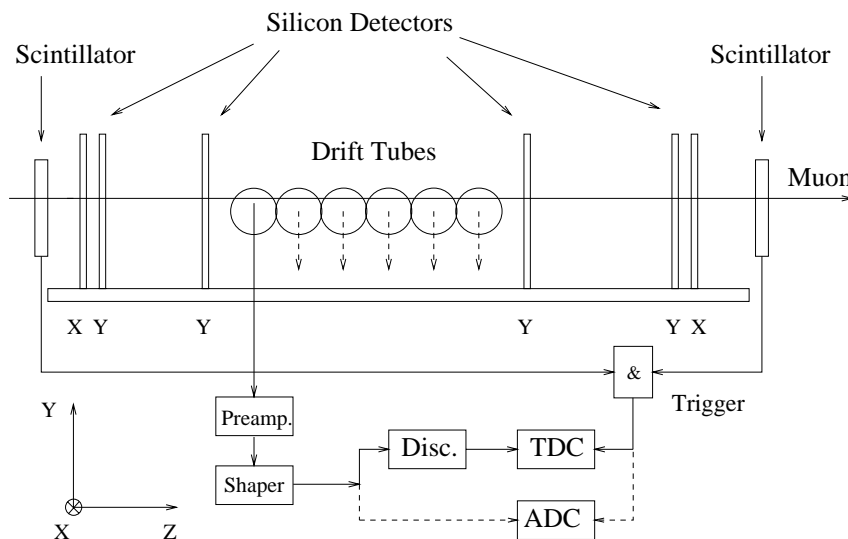 Silicon Detectors
Scintillator
Scintillator
Drift Tubes
Muon
X Y Y Y Y X
&
Trigger
Preamp.
Disc.
TDC
Shaper
ADC
Y
X
Z